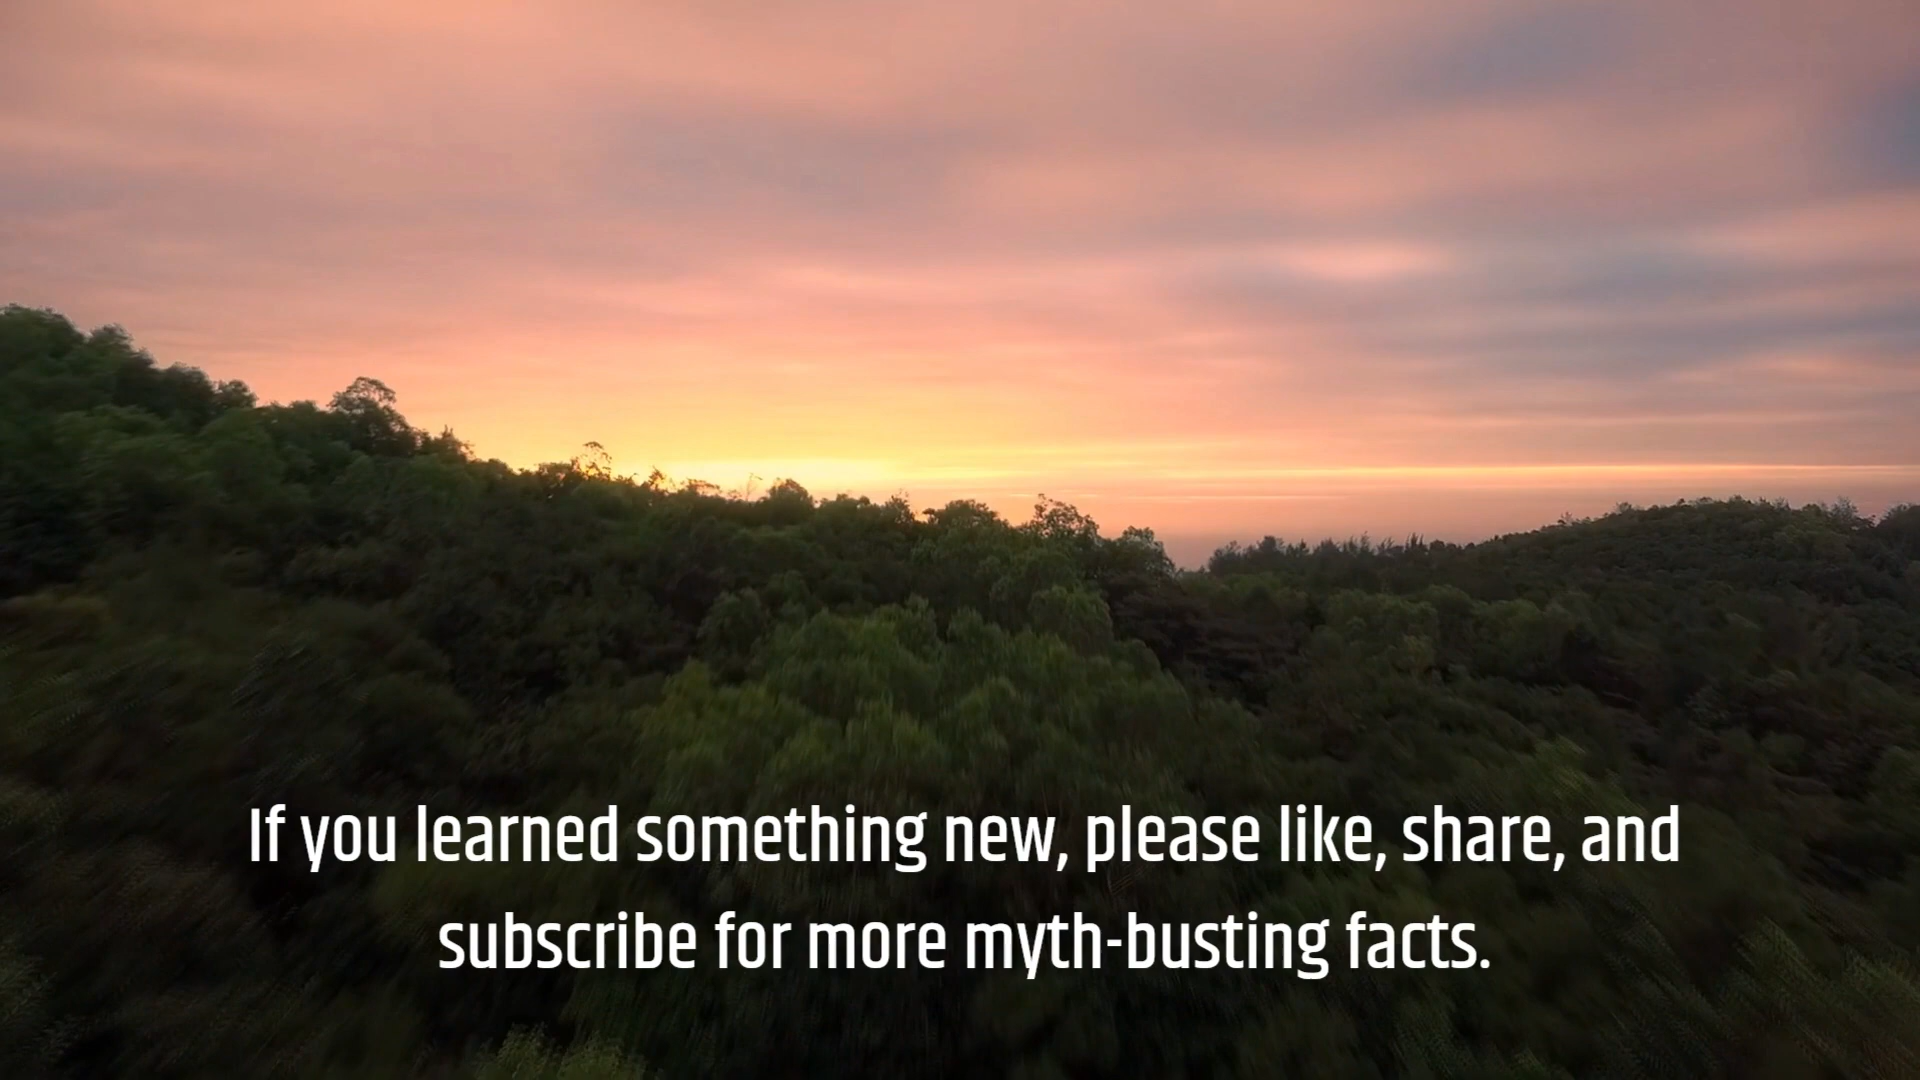 If you learned something new, please like, share, and
subscribe for more myth-busting facts.